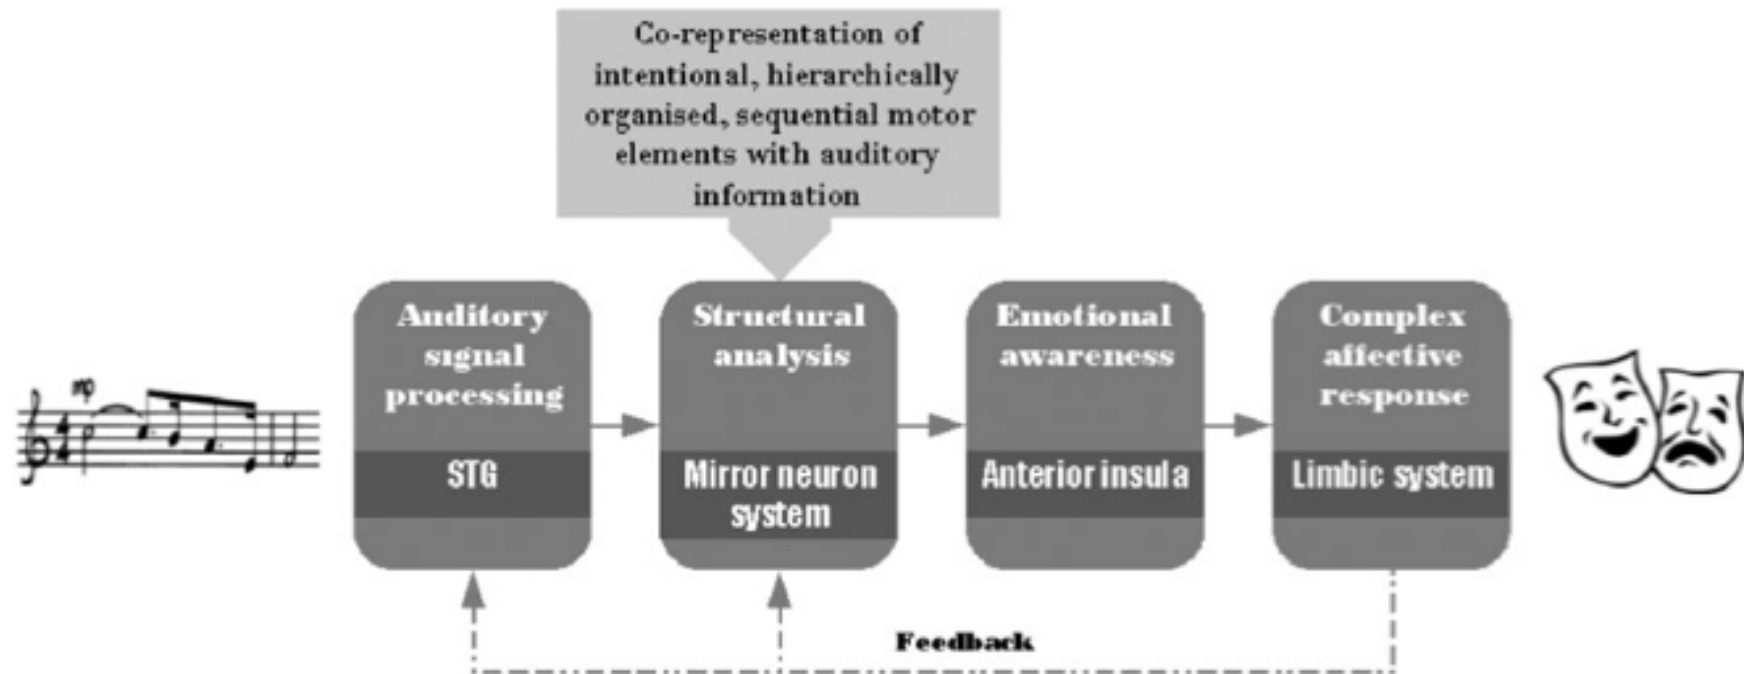 Co-representation of
intentional, hierarchically
organised, sequential motor
elements with auditory
information
Auditory
signal
processing
STG
Structural
analysis
Mirror neuron
system
Emotional
awareness
Anterior insula
Complex
affective
response
Limbic system
mp
Feedback